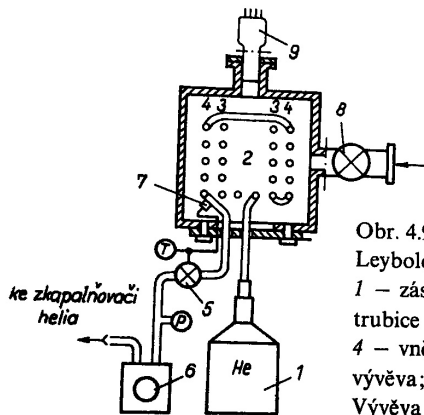 9
4 3 3 4
8
2
7
T
5
ke zkapalňovači
helia
P
6
He
1
Obr. 4.9
Leybold
1 — zás
trubice
4 — vně
vývěva;
Vývěva